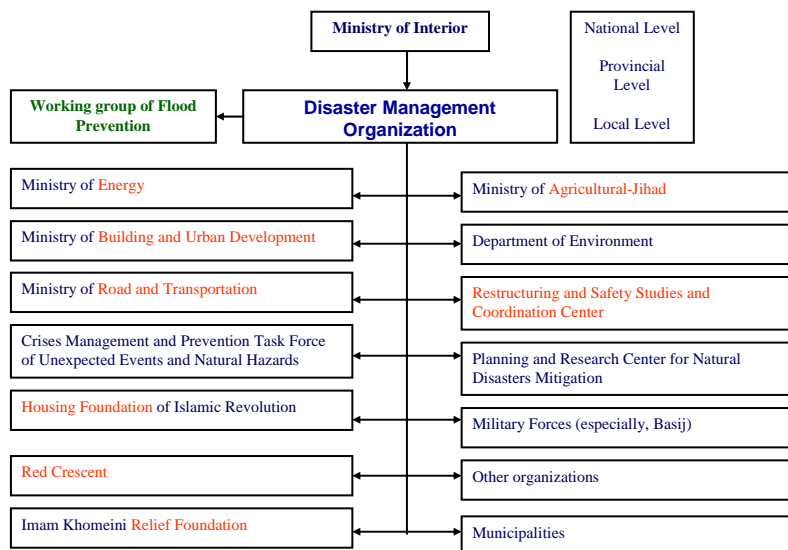 Ministry of Interior
National Level
Provincial
Level
Local Level
Working group of Flood
Prevention
Disaster Management
Organization
Ministry of Energy
Ministry of Agricultural-Jihad
Ministry of Building and Urban Development
Department of Environment
Ministry of Road and Transportation
Restructuring and Safety Studies and
Coordination Center
Crises Management and Prevention Task Force
of Unexpected Events and Natural Hazards
Planning and Research Center for Natural
Disasters Mitigation
Housing Foundation of Islamic Revolution
Military Forces (especially, Basij)
Red Crescent
Other organizations
Imam Khomeini Relief Foundation
Municipalities